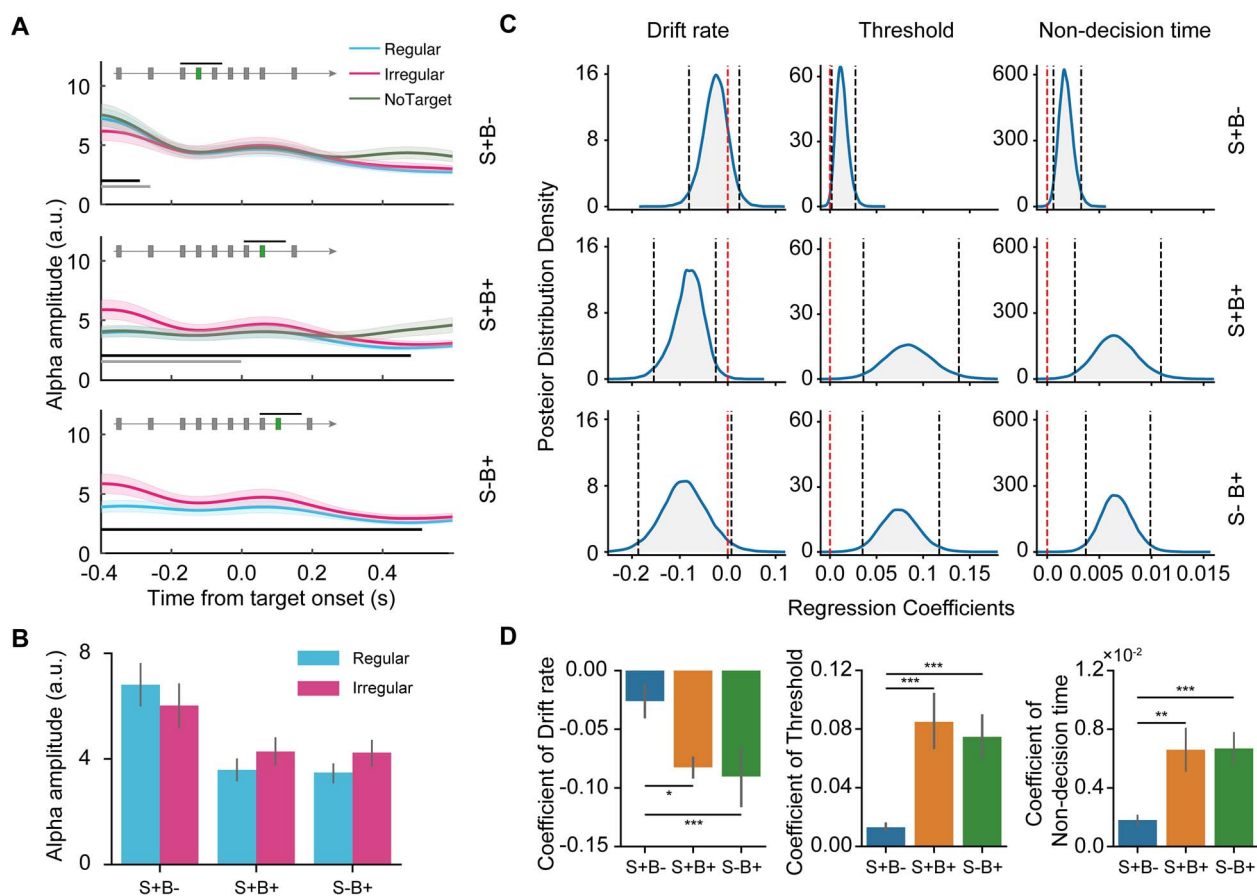 A
Regular
Irregular
NoTarget
10
5
0
S+B-
10
5
0
S+B+
10
5
0
S-B+
Alpha amplitude (a.u.)
-0.4 -0.2 0.0 0.2 0.4
Time from target onset (s)
B
Alpha amplitude (a.u.)
8
4
0
Regular
Irregular
S+B- S+B+ S-B+
C
Drift rate Threshold Non-decision time
Posterior Distribution Density
16
8
0
60
30
0
600
300
0
S+B-
16
8
0
60
30
0
600
300
0
S+B+
16
8
0
60
30
0
600
300
0
S- B+
-0.2 -0.1 0.0 0.1
0.0 0.05 0.10 0.15
0.0 0.005 0.01 0.015
Regression Coefficients
D
Coefficient of Drift rate
0.00
-0.05
-0.10
-0.15
*
***
S+B- S+B+ S-B+
Coefficient of Threshold
0.12
0.08
0.04
0.00
***
***
S+B- S+B+ S-B+
Coefficient of
Non-decision time
×10-2
1.2
0.8
0.4
0.0
***
**
S+B- S+B+ S-B+